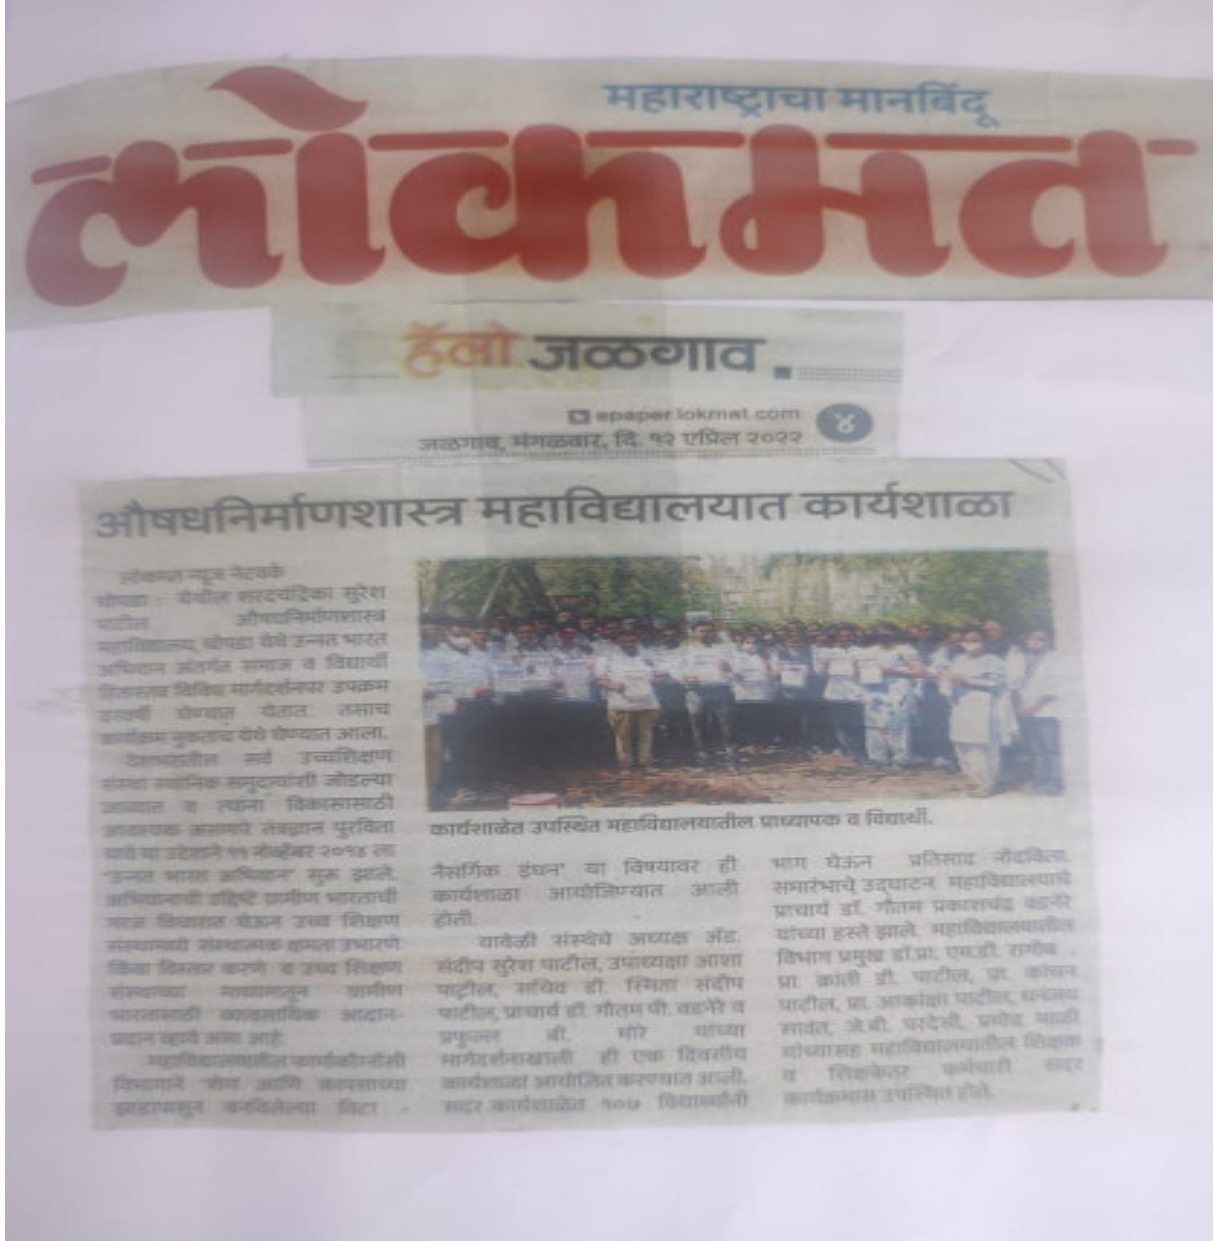 महाराष्ट्राचा मानबिंदू
लोकमत
हॅलो जळगाव
epaper.lokmat.com
४
जळगाव, मंगळवार, दि. १२ एप्रिल २०२२
औषधनिर्माणशास्त्र महाविद्यालयात कार्यशाळा
लोकमत न्यूज नेटवर्क
चोपडा : येथील शरदचंद्रिका सुरेश
पाटील औषधनिर्माणशास्त्र
महाविद्यालय, चोपडा येथे उन्नत भारत
अभियान अंतर्गत समाज व विद्यार्थी
हितास्तव विविध मार्गदर्शनपर उपक्रम
दरवर्षी घेण्यात येतात. तसाच
कार्यक्रम नुकताच येथे घेण्यात आला.
देशभरातील सर्व उच्चशिक्षण
संस्था स्थानिक समुदायांशी जोडल्या
जाव्यात व त्यांना विकासासाठी
आवश्यक असणारे तंत्रज्ञान पुरविता
यावे या उद्देशाने ११ नोव्हेंबर २०१४ ला
'उन्नत भारत अभियान' सुरू झाले.
अभियानाची उद्दिष्टे ग्रामीण भारताची
गरज विचारात घेऊन उच्च शिक्षण
संस्थामध्ये संस्थात्मक क्षमता उभारणे
किंवा विस्तार करणे व उच्च शिक्षण
संस्थाच्या माध्यमातून ग्रामीण
भारतासाठी व्यावसायिक आदान-
प्रदान व्हावे असा आहे.
महाविद्यालयातील फार्माकॉग्नोसी
विभागाने 'शेण आणि कापसाच्या
झाडापासून बनविलेल्या विटा -
कार्यशाळेत उपस्थित महाविद्यालयातील प्राध्यापक व विद्यार्थी.
नैसर्गिक इंधन' या विषयावर ही
कार्यशाळा आयोजिण्यात आली
होती.
यावेळी संस्थेचे अध्यक्ष ॲड.
संदीप सुरेश पाटील, उपाध्यक्षा आशा
पाटील, सचिव डॉ. स्मिता संदीप
पाटील, प्राचार्य डॉ. गौतम पी. वडनेरे व
प्रफुल्ल बी. मोरे यांच्या
मार्गदर्शनाखाली ही एक दिवसीय
कार्यशाळा आयोजित करण्यात आली.
सदर कार्यशाळेत १०७ विद्यार्थ्यांनी
भाग घेऊन प्रतिसाद नोंदविला.
समारंभाचे उद्घाटन महाविद्यालयाचे
प्राचार्य डॉ. गौतम प्रकाशचंद्र वडनेरे
यांच्या हस्ते झाले. महाविद्यालयातील
विभाग प्रमुख डॉ.प्रा. एम.डी. रागीब .
प्रा. क्रांती डी. पाटील, प्रा. कांचन
पाटील, प्रा. आकांक्षा पाटील, धनंजय
सावंत, जे.बी. परदेशी, प्रमोद माळी
यांच्यासह महाविद्यालयातील शिक्षक
व शिक्षकेतर कर्मचारी सदर
कार्यक्रमास उपस्थित होते.